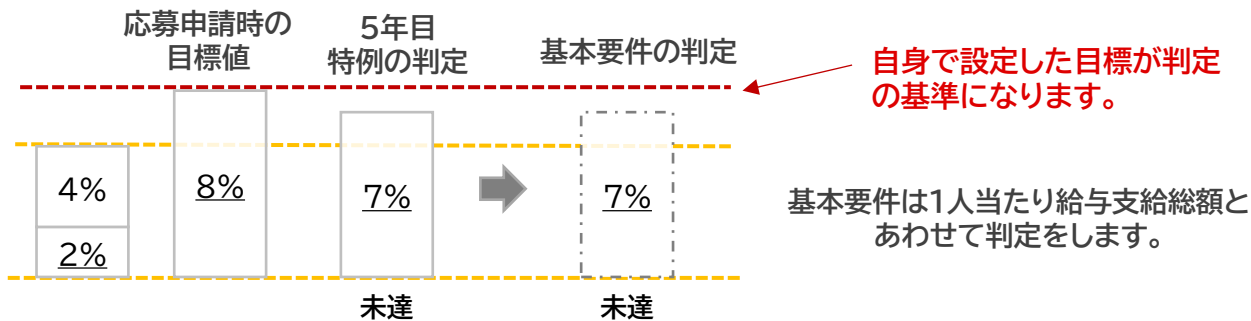 応募申請時の
目標値
5年目
特例の判定
基本要件の判定
自身で設定した目標が判定
の基準になります。
4%
2%
8%
7%
7%
基本要件は1人当たり給与支給総額と
あわせて判定をします。
未達
未達